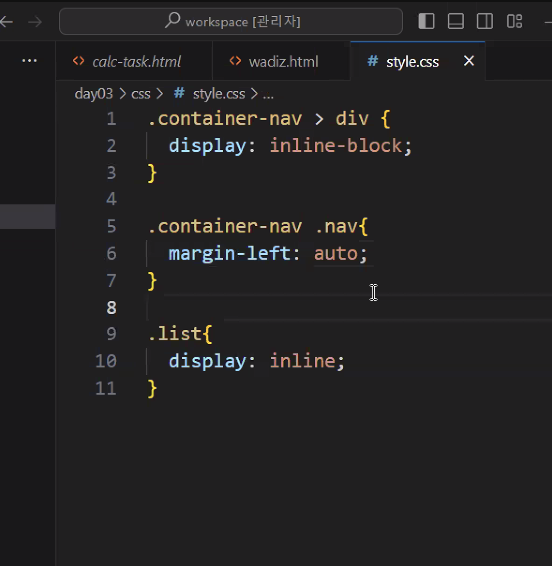 workspace [관리자]
calc-task.html wadiz.html # style.css
day03 > css > # style.css > ...
1 .container-nav > div {
2 display: inline-block;
3 }
4
5 .container-nav .nav{
6 margin-left: auto;
7 }
8
9 .list{
10 display: inline;
11 }